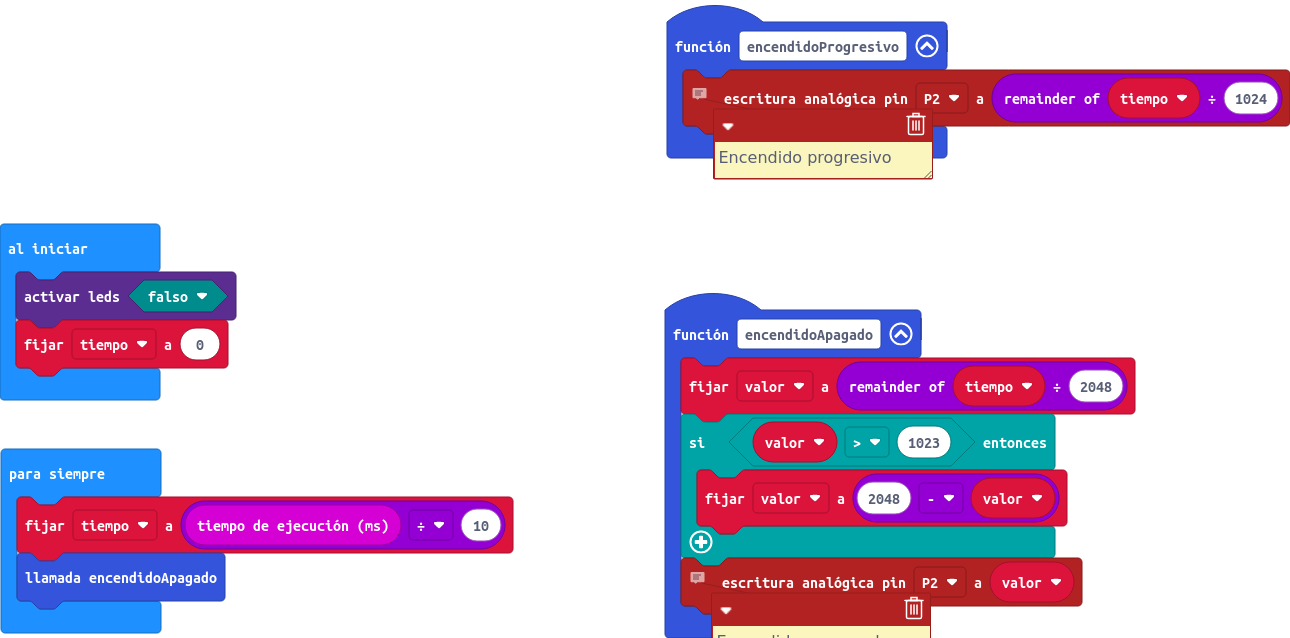 función encendidoProgresivo
escritura analógica pin P2 a remainder of tiempo ÷ 1024
Encendido progresivo
al iniciar
activar leds falso
fijar tiempo a 0
para siempre
fijar tiempo a tiempo de ejecución (ms) ÷ 10
llamada encendidoApagado
función encendidoApagado
fijar valor a remainder of tiempo ÷ 2048
si valor > 1023 entonces
fijar valor a 2048 - valor
escritura analógica pin P2 a valor